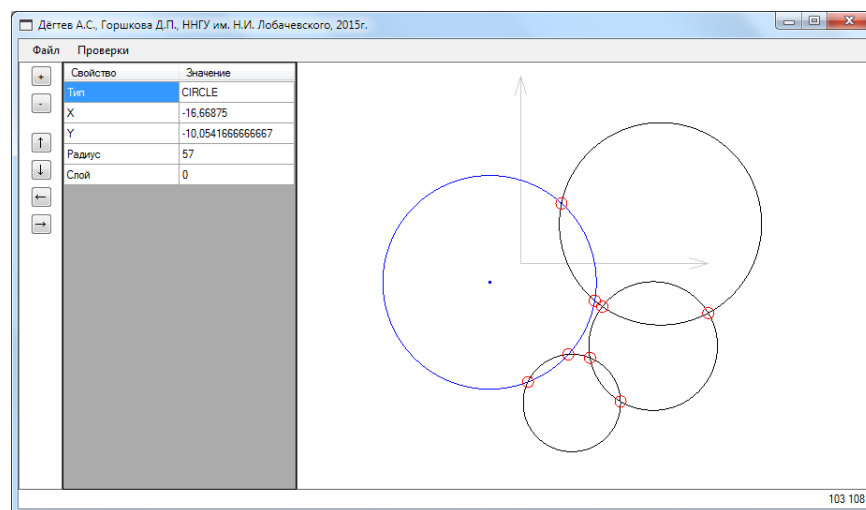 Дёгтев А.С., Горшкова Д.П., ННГУ им. Н.И. Лобачевского, 2015г.
Файл Проверки
+
-
↑
↓
←
→
Свойство Значение
Тип CIRCLE
X -16,66875
Y -10,0541666666667
Радиус 57
Слой 0
103 108